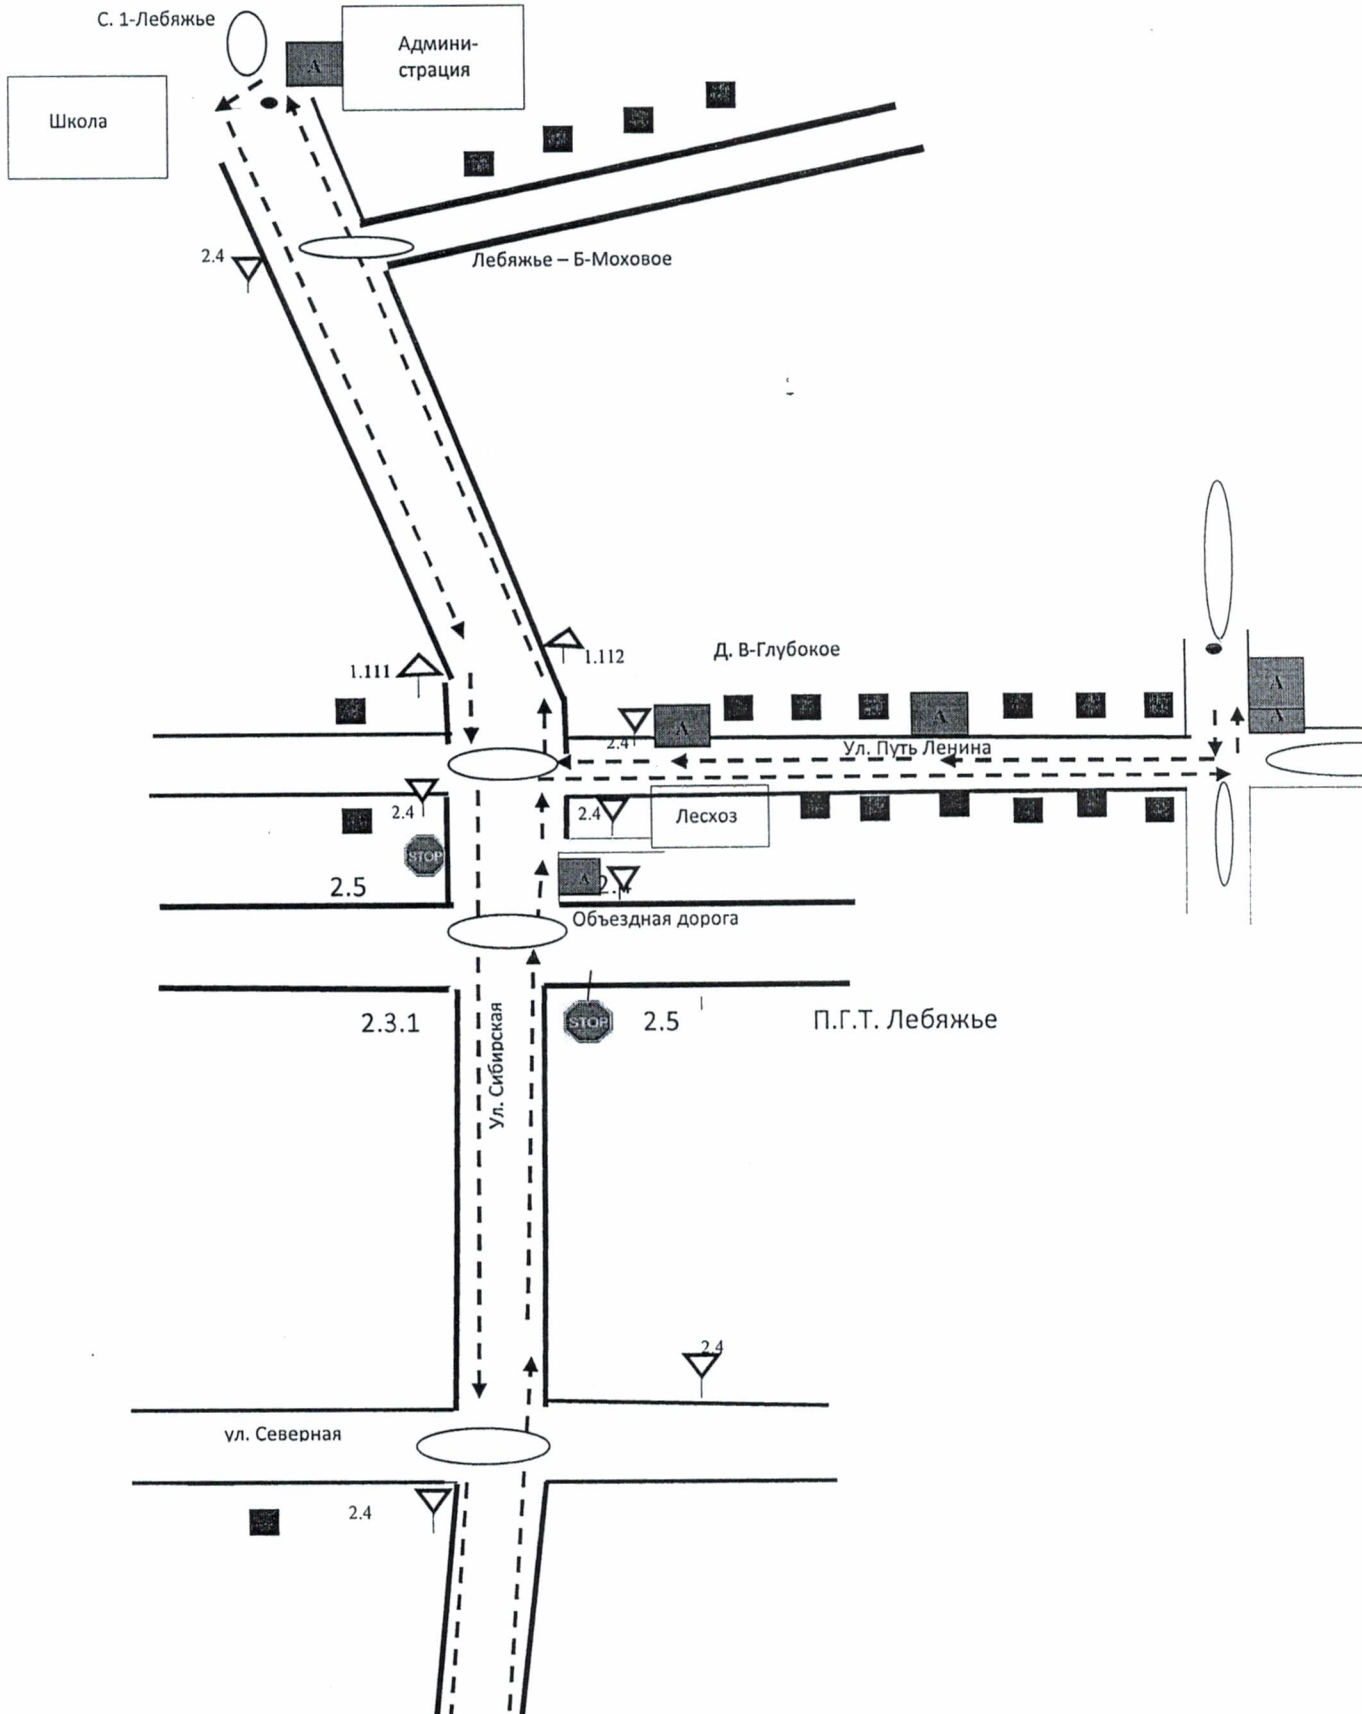 С. 1-Лебяжье
Админи-
страция
А
Школа
2.4
Лебяжье – Б-Моховое
1.111
1.112
Д. В-Глубокое
А
А
А
А
2.4
Ул. Путь Ленина
2.4
2.4
Лесхоз
STOP
2.5
А
2.4
Объездная дорога
2.3.1
Ул. Сибирская
STOP
2.5
П.Г.Т. Лебяжье
2.4
ул. Северная
2.4